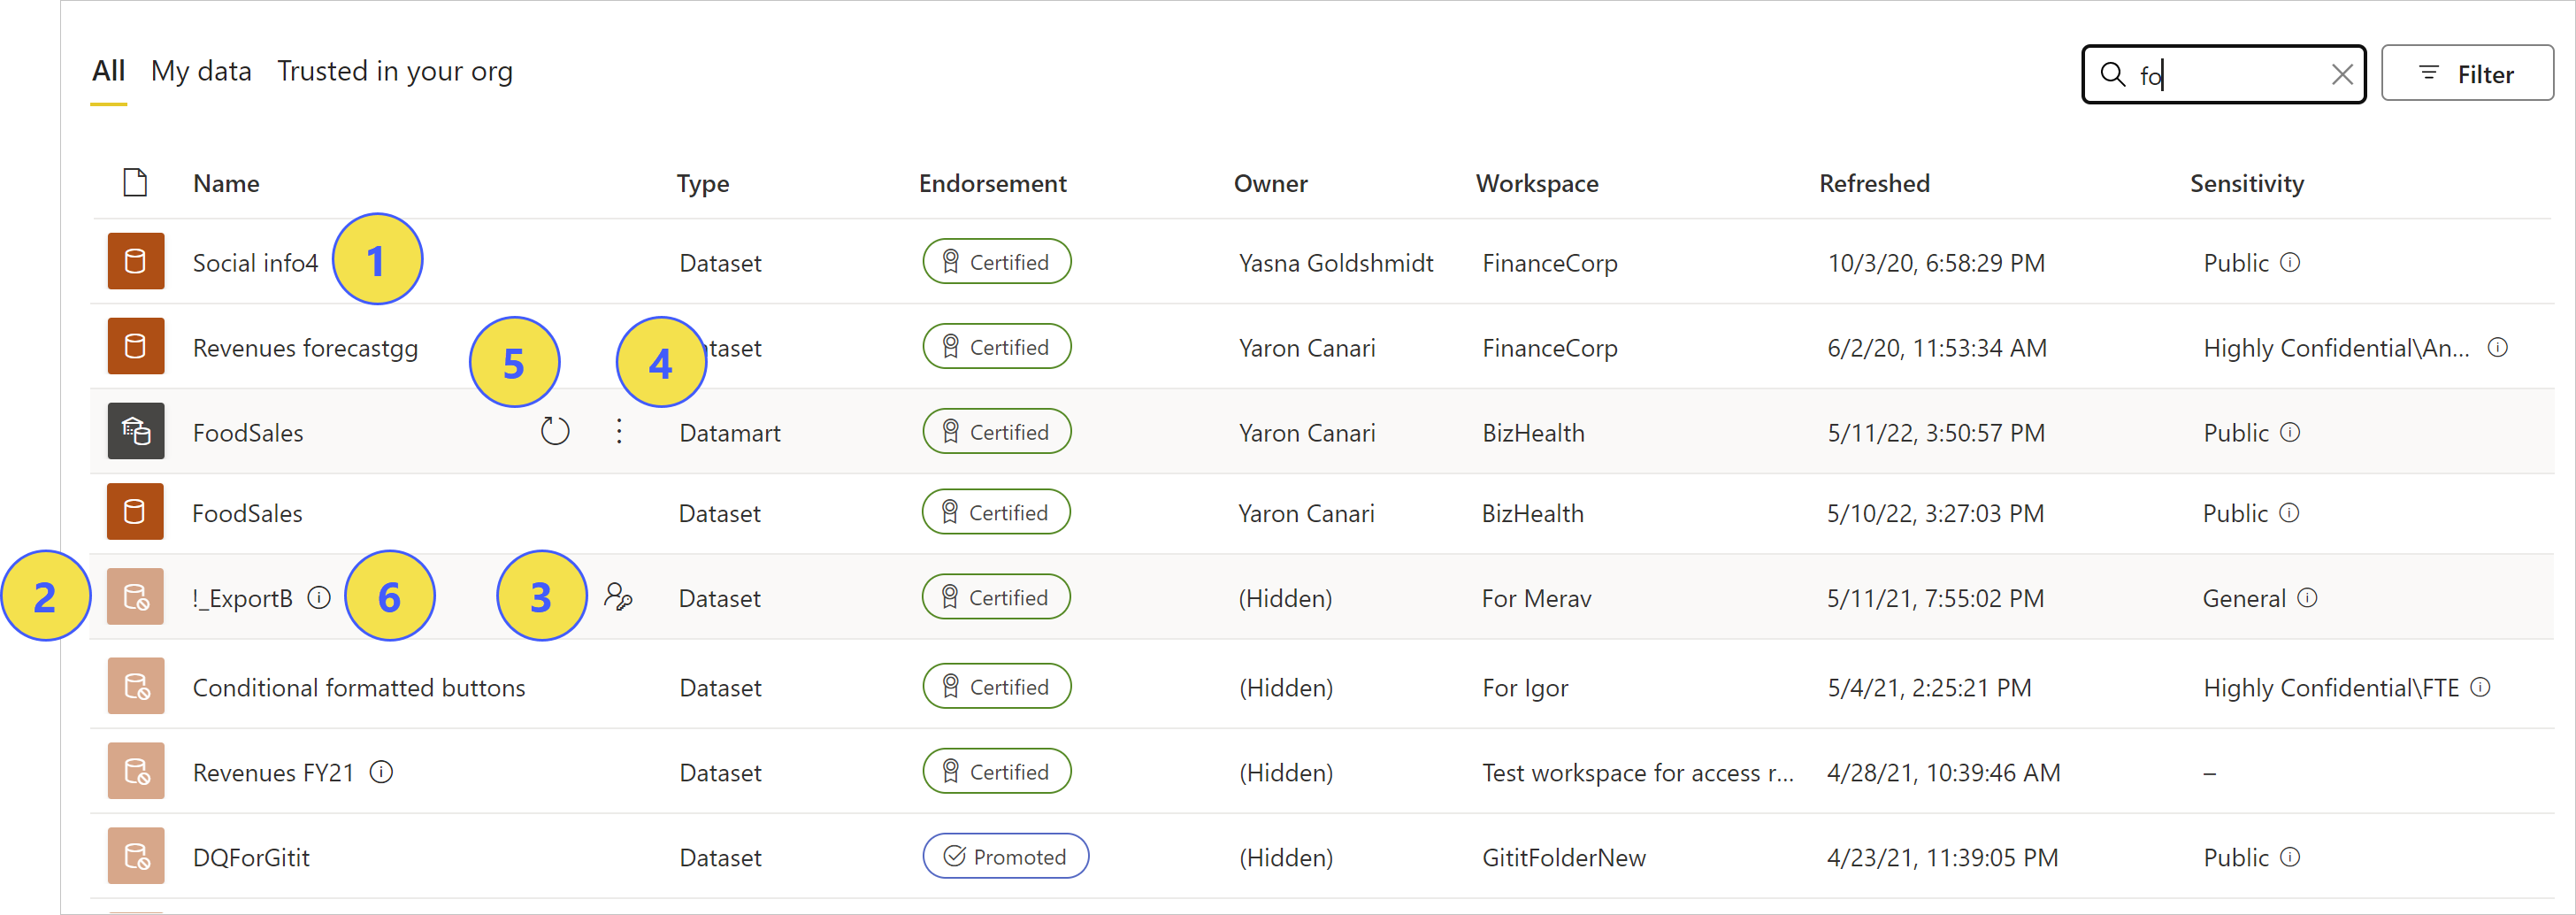 All My data Trusted in your org fo Filter
Name Type Endorsement Owner Workspace Refreshed Sensitivity
Social info4 1 Dataset Certified Yasna Goldshmidt FinanceCorp 10/3/20, 6:58:29 PM Public
Revenues forecastgg 5 4 ataset Certified Yaron Canari FinanceCorp 6/2/20, 11:53:34 AM Highly Confidential\An...
FoodSales Datamart Certified Yaron Canari BizHealth 5/11/22, 3:50:57 PM Public
FoodSales Dataset Certified Yaron Canari BizHealth 5/10/22, 3:27:03 PM Public
2 !_ExportB 6 3 Dataset Certified (Hidden) For Merav 5/11/21, 7:55:02 PM General
Conditional formatted buttons Dataset Certified (Hidden) For Igor 5/4/21, 2:25:21 PM Highly Confidential\FTE
Revenues FY21 Dataset Certified (Hidden) Test workspace for access r... 4/28/21, 10:39:46 AM –
DQForGitit Dataset Promoted (Hidden) GititFolderNew 4/23/21, 11:39:05 PM Public